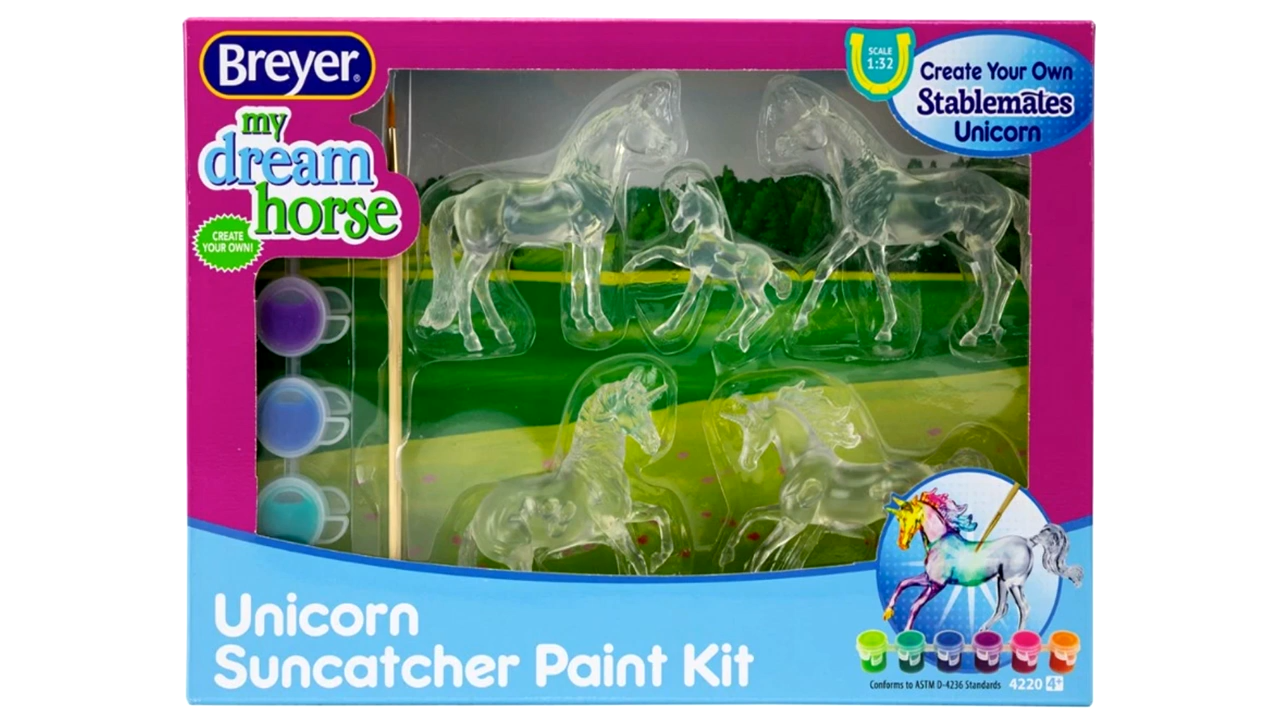 Breyer®
my
dream
horse
CREATE
YOUR OWN!
SCALE
1:32
Create Your Own
Stablemates
Unicorn
Unicorn
Suncatcher Paint Kit
Conforms to ASTM D-4236 Standards 4220 4+